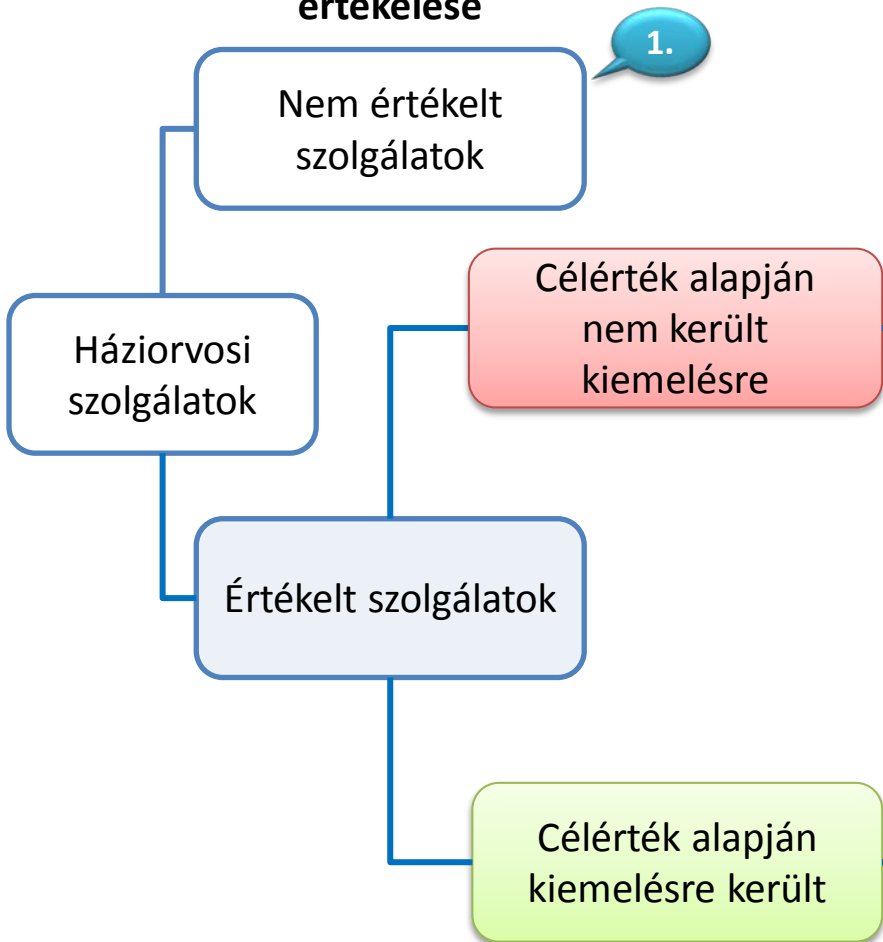 értékelése
1.
Nem értékelt
szolgálatok
Célérték alapján
nem került
kiemelésre
Háziorvosi
szolgálatok
Értékelt szolgálatok
Célérték alapján
kiemelésre került